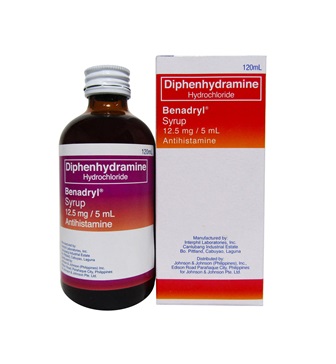 120mL
Diphenhydramine
Hydrochloride
Benadryl®
Syrup
12.5 mg / 5 mL
Antihistamine
120mL
Diphenhydramine
Hydrochloride
Benadryl®
Syrup
12.5 mg / 5 mL
Antihistamine
Manufactured by:
Interphil Laboratories, Inc.
Canlubang Industrial Estate
Bo. Pittland, Cabuyao, Laguna
Distributed by:
Johnson & Johnson (Philippines), Inc.
Edison Road Parañaque City, Philippines
for Johnson & Johnson Pte. Ltd.